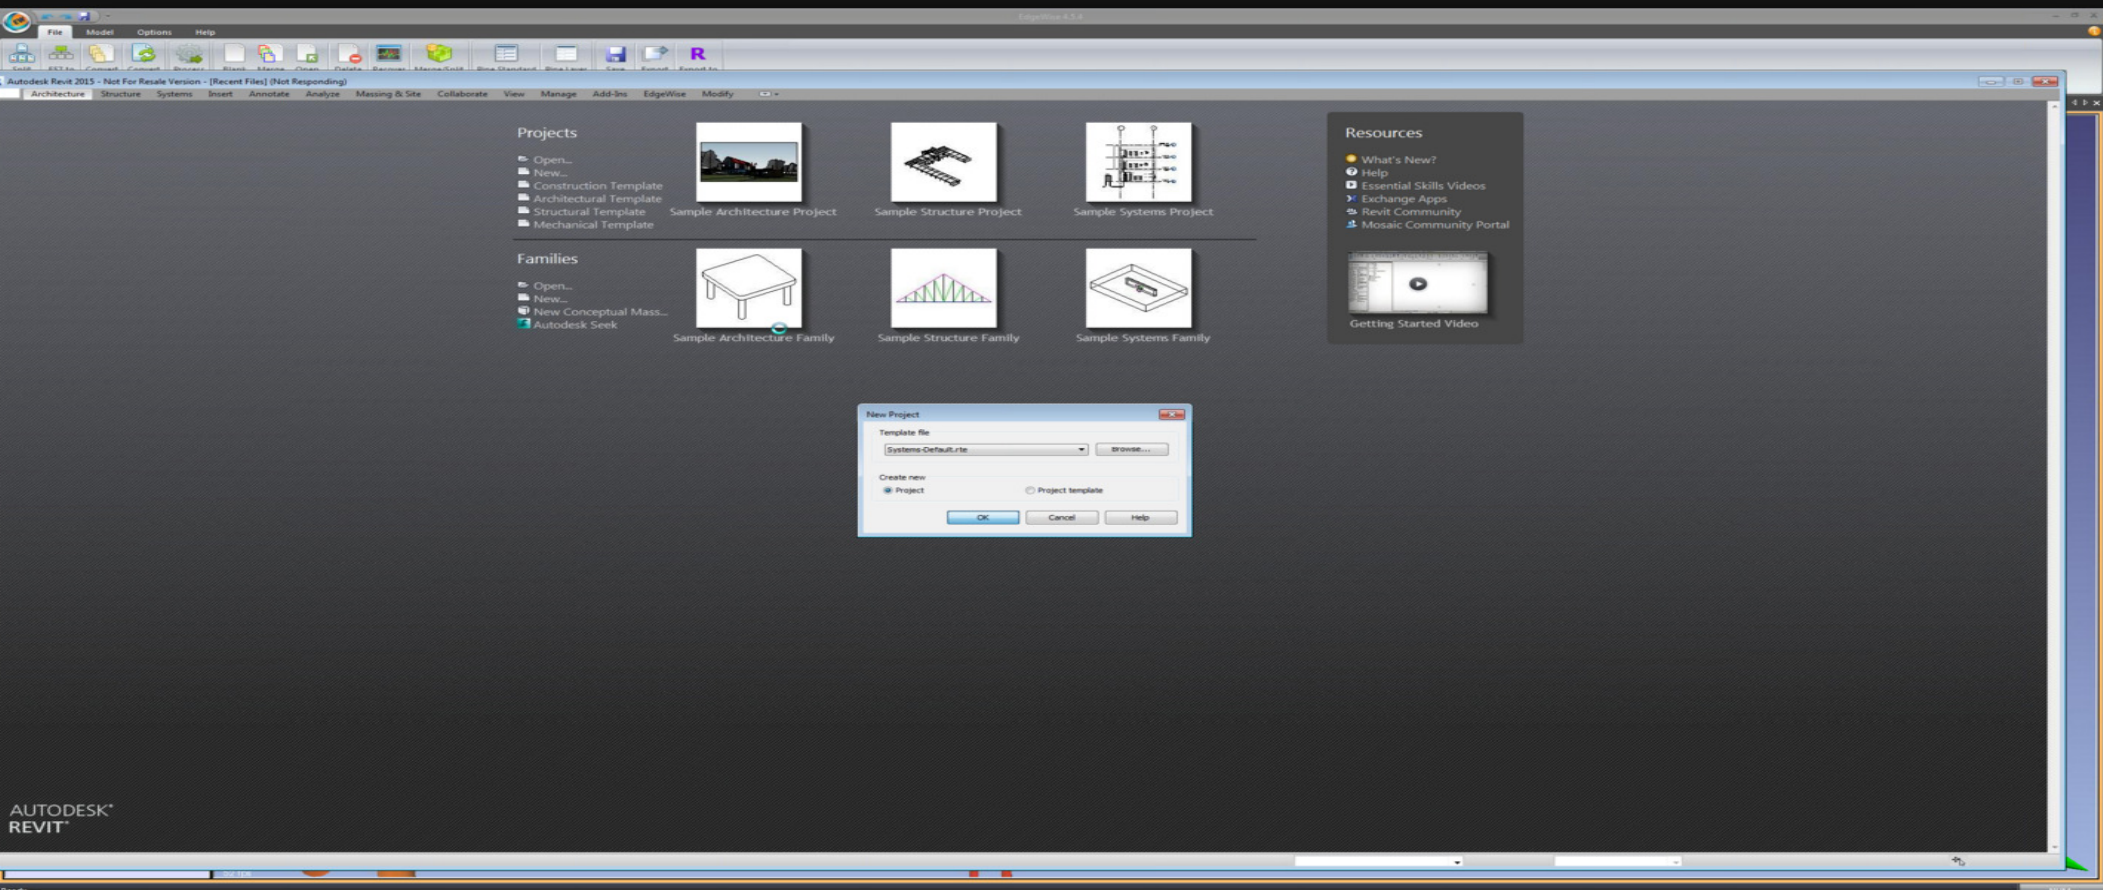 EdgeWise 4.5.4
File Model Options Help
Autodesk Revit 2015 - Not For Resale Version - [Recent Files] (Not Responding)
Architecture Structure Systems Insert Annotate Analyze Massing & Site Collaborate View Manage Add-Ins EdgeWise Modify
Projects
Open...
New...
Construction Template
Architectural Template
Structural Template
Mechanical Template
Sample Architecture Project
Sample Structure Project
Sample Systems Project
Families
Open...
New...
New Conceptual Mass...
Autodesk Seek
Sample Architecture Family
Sample Structure Family
Sample Systems Family
Resources
What's New?
Help
Essential Skills Videos
Exchange Apps
Revit Community
Mosaic Community Portal
Getting Started Video
New Project
Template file
Systems-Default.rte
Browse...
Create new
Project
Project template
OK Cancel Help
AUTODESK®
REVIT®